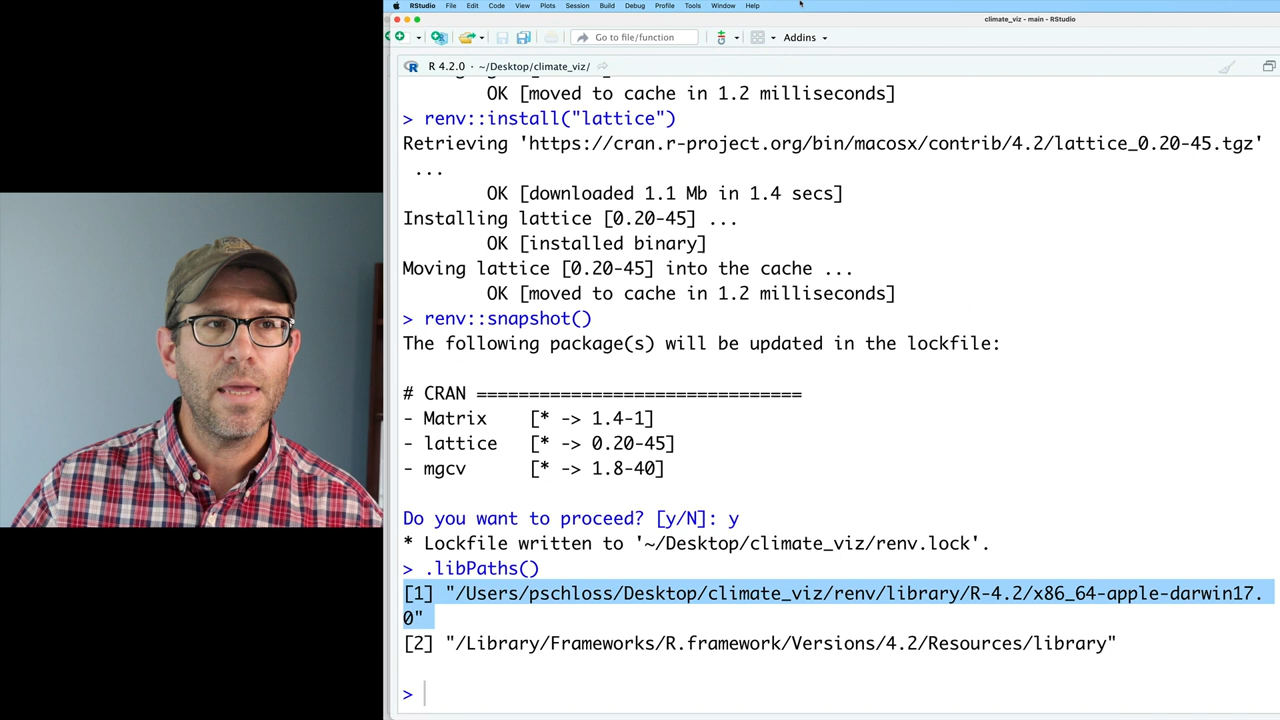 RStudio File Edit Code View Plots Session Build Debug Profile Tools Window Help
climate_viz - main - RStudio
Go to file/function Addins
R 4.2.0 · ~/Desktop/climate_viz/
OK [moved to cache in 1.2 milliseconds]
> renv::install("lattice")
Retrieving 'https://cran.r-project.org/bin/macosx/contrib/4.2/lattice_0.20-45.tgz'
...
OK [downloaded 1.1 Mb in 1.4 secs]
Installing lattice [0.20-45] ...
OK [installed binary]
Moving lattice [0.20-45] into the cache ...
OK [moved to cache in 1.2 milliseconds]
> renv::snapshot()
The following package(s) will be updated in the lockfile:
# CRAN ===============================
- Matrix [* -> 1.4-1]
- lattice [* -> 0.20-45]
- mgcv [* -> 1.8-40]
Do you want to proceed? [y/N]: y
* Lockfile written to '~/Desktop/climate_viz/renv.lock'.
> .libPaths()
[1] "/Users/pschloss/Desktop/climate_viz/renv/library/R-4.2/x86_64-apple-darwin17.
0"
[2] "/Library/Frameworks/R.framework/Versions/4.2/Resources/library"
>